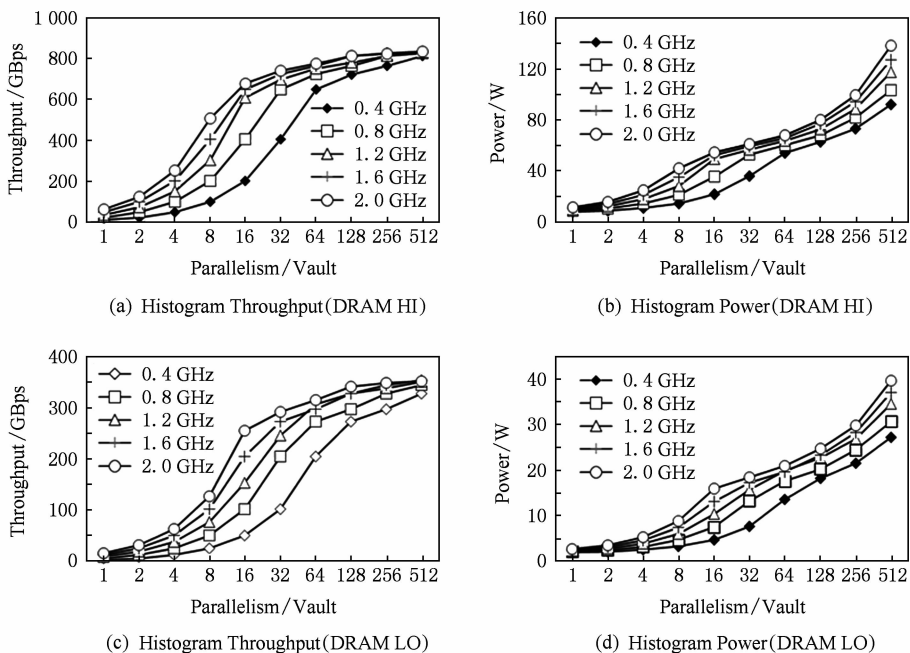 1 000
800
600
400
200
0
Throughput/GBps
0.4 GHz
0.8 GHz
1.2 GHz
1.6 GHz
2.0 GHz
1 2 4 8 16 32 64 128 256 512
Parallelism/Vault
(a) Histogram Throughput(DRAM HI)
160
120
80
40
0
Power/W
0.4 GHz
0.8 GHz
1.2 GHz
1.6 GHz
2.0 GHz
1 2 4 8 16 32 64 128 256 512
Parallelism/Vault
(b) Histogram Power(DRAM HI)
400
300
200
100
0
Throughput/GBps
0.4 GHz
0.8 GHz
1.2 GHz
1.6 GHz
2.0 GHz
1 2 4 8 16 32 64 128 256 512
Parallelism/Vault
(c) Histogram Throughput(DRAM LO)
40
30
20
10
0
Power/W
0.4 GHz
0.8 GHz
1.2 GHz
1.6 GHz
2.0 GHz
1 2 4 8 16 32 64 128 256 512
Parallelism/Vault
(d) Histogram Power(DRAM LO)